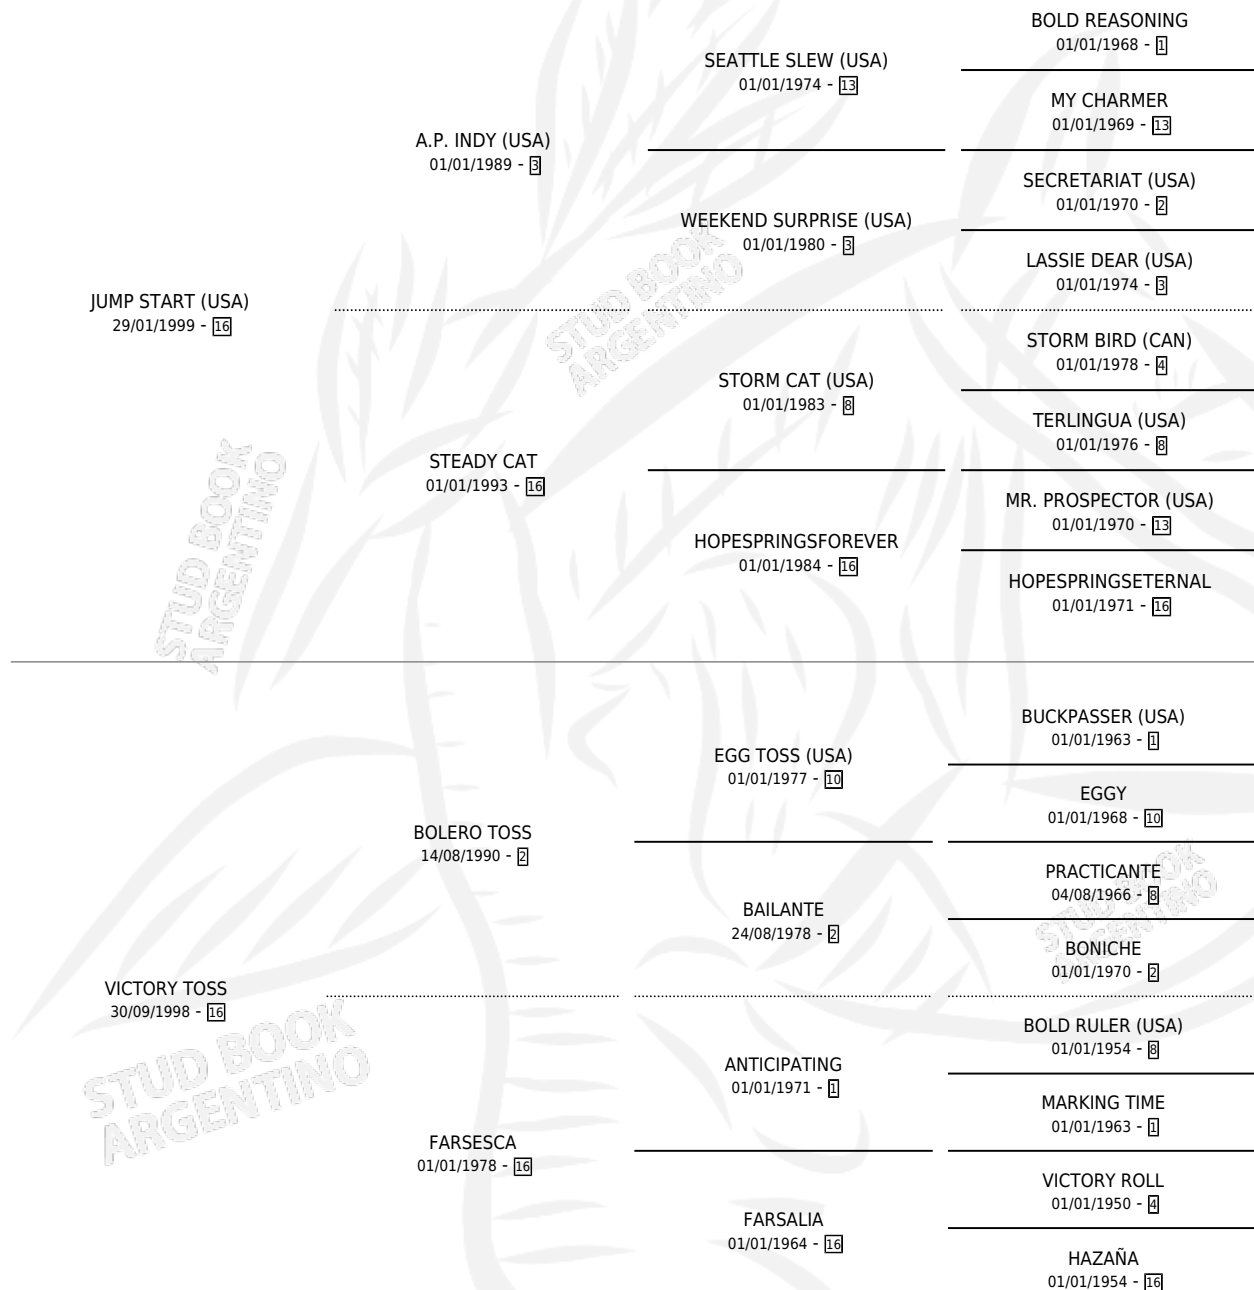 BOLD REASONING
01/01/1968 - 1
SEATTLE SLEW (USA)
01/01/1974 - 13
MY CHARMER
01/01/1969 - 13
A.P. INDY (USA)
01/01/1989 - 3
SECRETARIAT (USA)
01/01/1970 - 2
WEEKEND SURPRISE (USA)
01/01/1980 - 3
LASSIE DEAR (USA)
01/01/1974 - 3
JUMP START (USA)
29/01/1999 - 16
STORM BIRD (CAN)
01/01/1978 - 4
STORM CAT (USA)
01/01/1983 - 8
TERLINGUA (USA)
01/01/1976 - 8
STEADY CAT
01/01/1993 - 16
MR. PROSPECTOR (USA)
01/01/1970 - 13
HOPESPRINGSFOREVER
01/01/1984 - 16
HOPESPRINGSETERNAL
01/01/1971 - 16
BUCKPASSER (USA)
01/01/1963 - 1
EGG TOSS (USA)
01/01/1977 - 10
EGGY
01/01/1968 - 10
BOLERO TOSS
14/08/1990 - 2
PRACTICANTE
04/08/1966 - 8
BAILANTE
24/08/1978 - 2
BONICHE
01/01/1970 - 2
VICTORY TOSS
30/09/1998 - 16
BOLD RULER (USA)
01/01/1954 - 8
ANTICIPATING
01/01/1971 - 1
MARKING TIME
01/01/1963 - 1
FARSESCA
01/01/1978 - 16
VICTORY ROLL
01/01/1950 - 4
FARSALIA
01/01/1964 - 16
HAZAÑA
01/01/1954 - 16
STUD BOOK
ARGENTINO
STUD BOOK
ARGENTINO
STUD BOOK
ARGENTINO
STUD BOOK
ARGENTINO